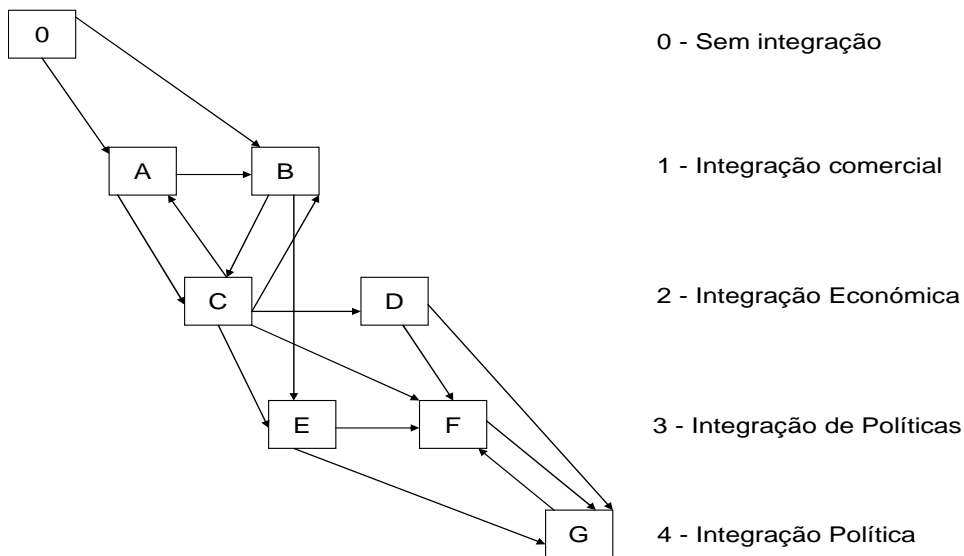 0
0 - Sem integração
A
B
1 - Integração comercial
C
D
2 - Integração Económica
E
F
3 - Integração de Políticas
G
4 - Integração Política